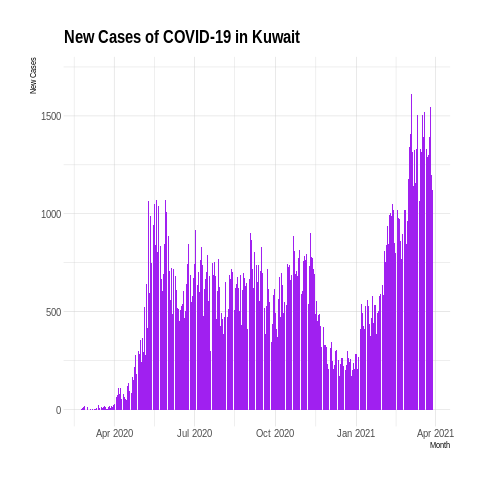 New Cases of COVID-19 in Kuwait
New Cases
1500
1000
500
0
Apr 2020 Jul 2020 Oct 2020 Jan 2021 Apr 2021
Month